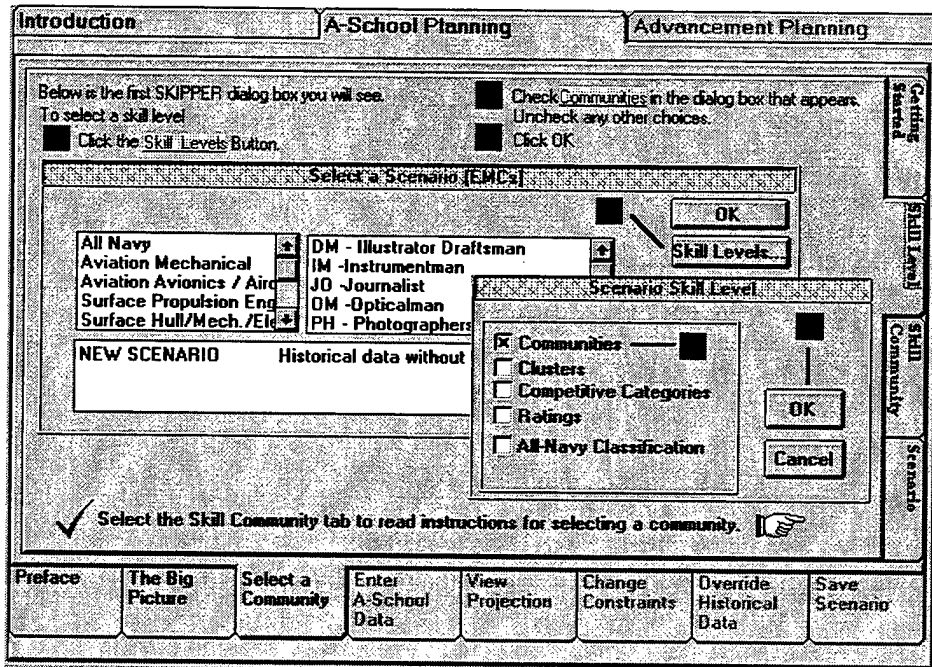 Introduction
A-School Planning
Advancement Planning
Below is the first SKIPPER dialog box you will see.
To select a skill level
Click the Skill Levels Button.
Check Communities in the dialog box that appears.
Uncheck any other choices.
Click OK
Getting Started
Skill Level
Skill Community
Scenario
Select a Scenario [EMCs]
OK
Skill Levels...
All Navy
Aviation Mechanical
Aviation Avionics / Airc
Surface Propulsion Eng
Surface Hull/Mech./Ele
DM - Illustrator Draftsman
IM -Instrumentman
JO -Journalist
OM -Opticalman
PH - Photographers
NEW SCENARIO Historical data without
Scenario Skill Level
Communities
Clusters
Competitive Categories
Ratings
All-Navy Classification
OK
Cancel
Select the Skill Community tab to read instructions for selecting a community.
Preface
The Big
Picture
Select a
Community
Enter
A-School
Data
View
Projection
Change
Constraints
Override
Historical
Data
Save
Scenario